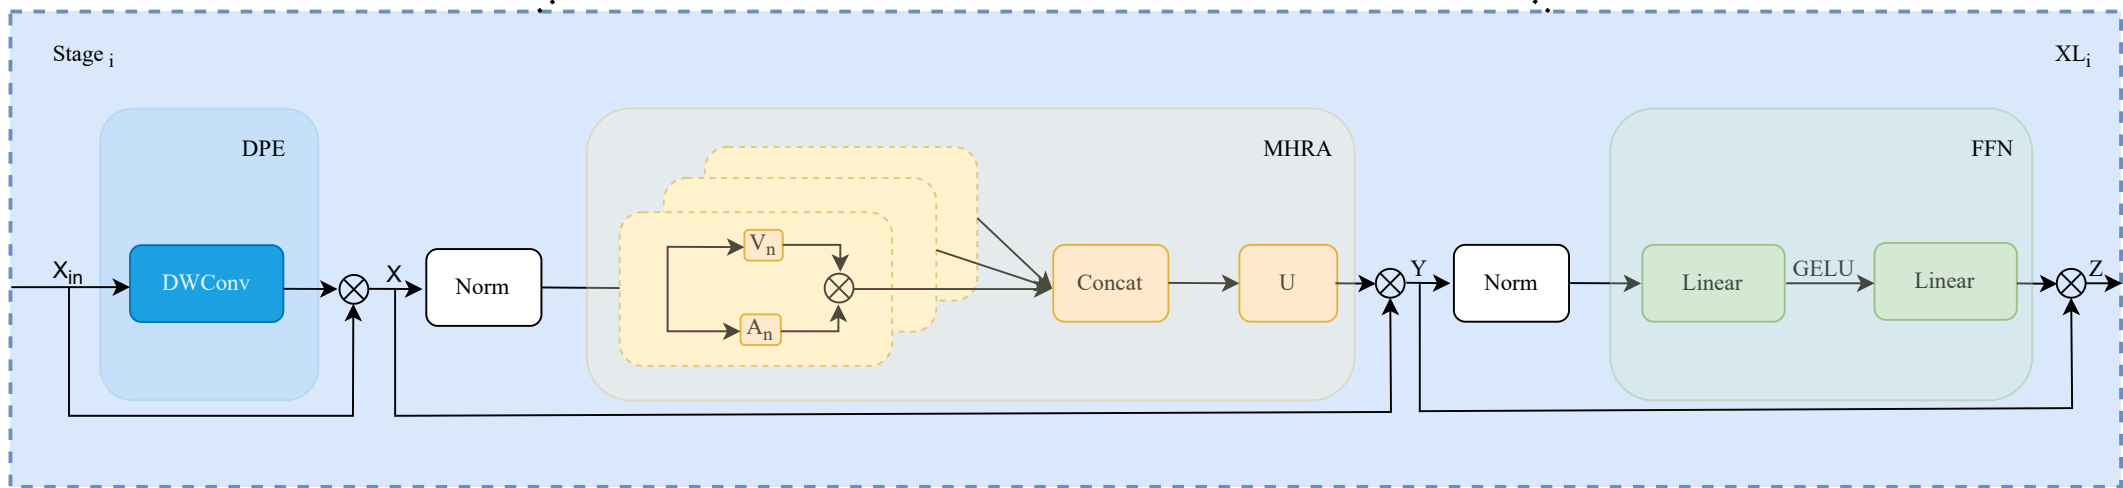 Stage i
XLi
DPE
MHRA
FFN
Xin
DWConv
X
Norm
Vn
An
Concat
U
Y
Norm
Linear
GELU
Linear
Z